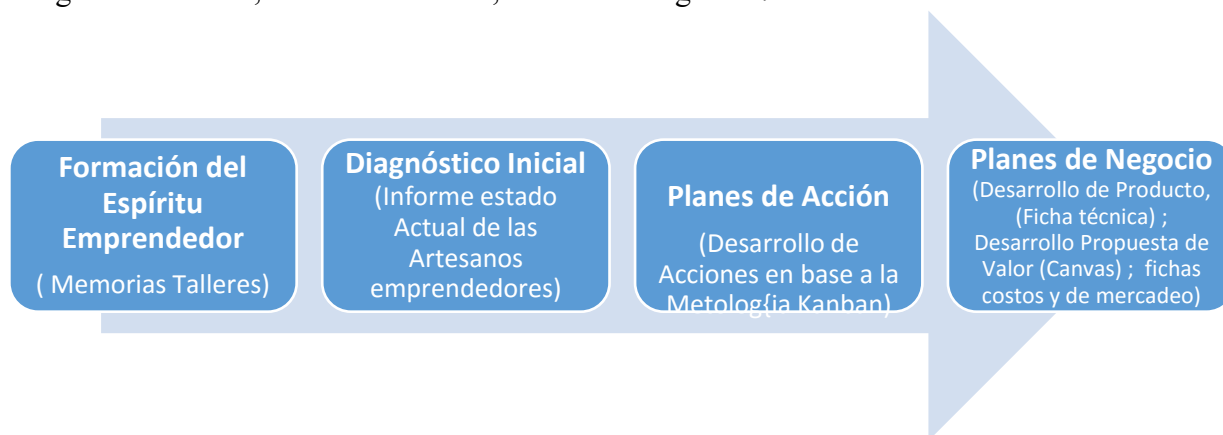 Formación del
Espíritu
Emprendedor
( Memorias Talleres)
Diagnóstico Inicial
(Informe estado
Actual de las
Artesanos
emprendedores)
Planes de Acción
(Desarrollo de
Acciones en base a la
Metolog{ia Kanban)
Planes de Negocio
(Desarrollo de Producto,
(Ficha técnica) ;
Desarrollo Propuesta de
Valor (Canvas) ; fichas
costos y de mercadeo)